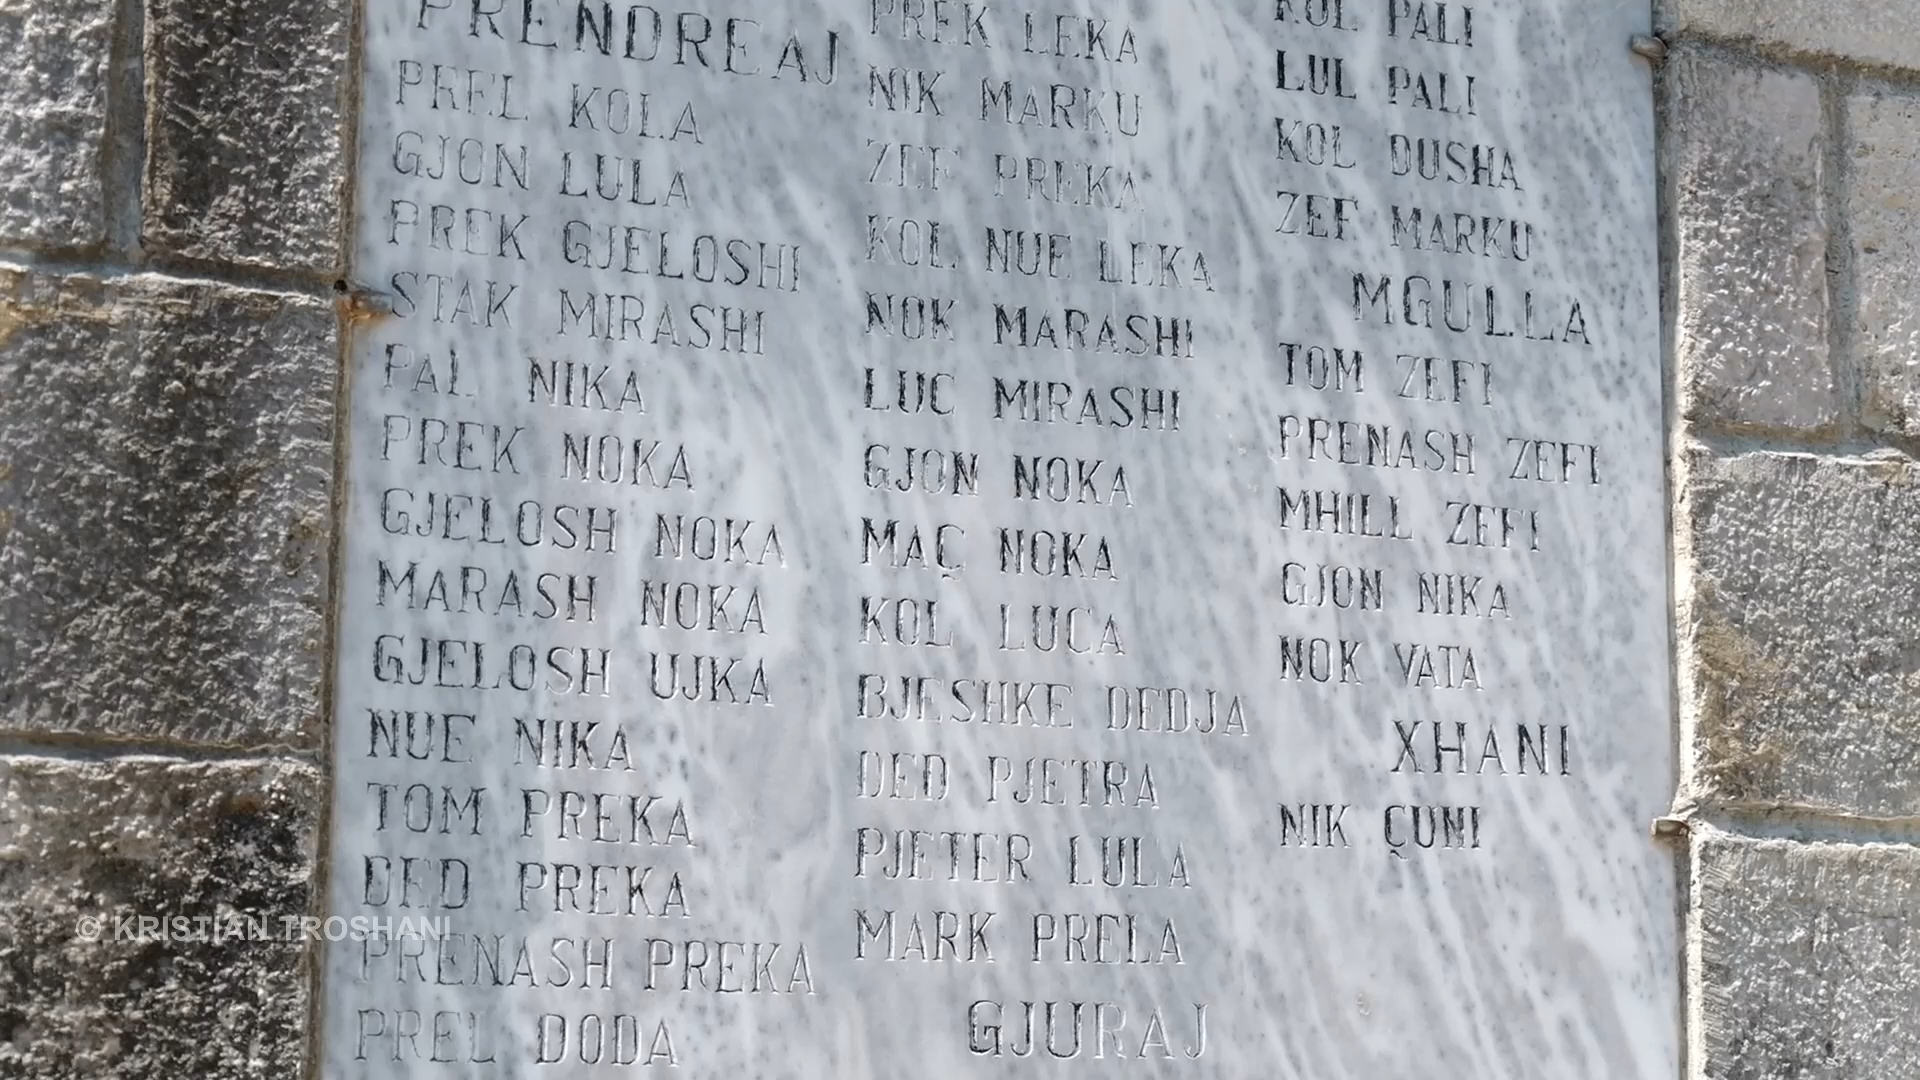 PRENDREAJ
PREL KOLA
GJON LULA
PREK GJELOSHI
STAK MIRASHI
PAL NIKA
PREK NOKA
GJELOSH NOKA
MARASH NOKA
GJELOSH UJKA
NUE NIKA
TOM PREKA
DED PREKA
PRENASH PREKA
PREL DODA
PREK LEKA
NIK MARKU
ZEF PREKA
KOL NUE LEKA
NOK MARASHI
LUC MIRASHI
GJON NOKA
MAÇ NOKA
KOL LUCA
BJESHKE DEDJA
DED PJETRA
PJETER LULA
MARK PRELA
GJURAJ
KOL PALI
LUL PALI
KOL DUSHA
ZEF MARKU
MGULLA
TOM ZEFI
PRENASH ZEFI
MHILL ZEFI
GJON NIKA
NOK VATA
XHANI
NIK ÇUNI
© KRISTIAN TROSHANI